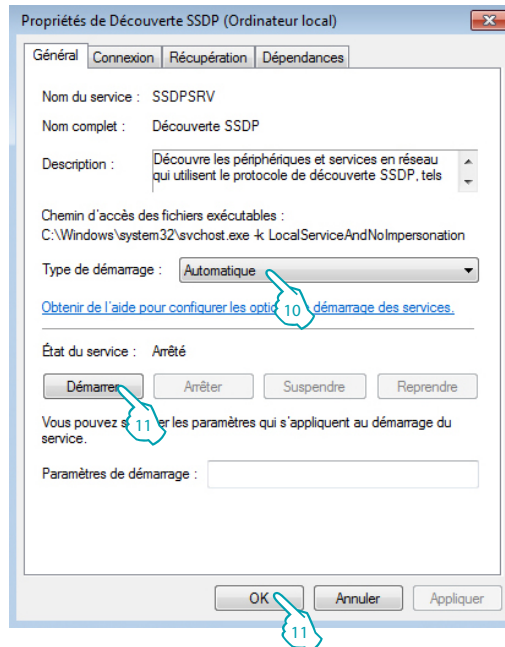 Propriétés de Découverte SSDP (Ordinateur local)
Général Connexion Récupération Dépendances
Nom du service : SSDPSRV
Nom complet : Découverte SSDP
Description : Découvre les périphériques et services en réseau
qui utilisent le protocole de découverte SSDP, tels
Chemin d'accès des fichiers exécutables :
C:\Windows\system32\svchost.exe -k LocalServiceAndNoImpersonation
Type de démarrage : Automatique
10
Obtenir de l'aide pour configurer les démarrage des services.
État du service : Arrêté
Démarrer Arrêter Suspendre Reprendre
11
Vous pouvez les paramètres qui s'appliquent au démarrage du
service.
Paramètres de démarrage :
OK Annuler Appliquer
11